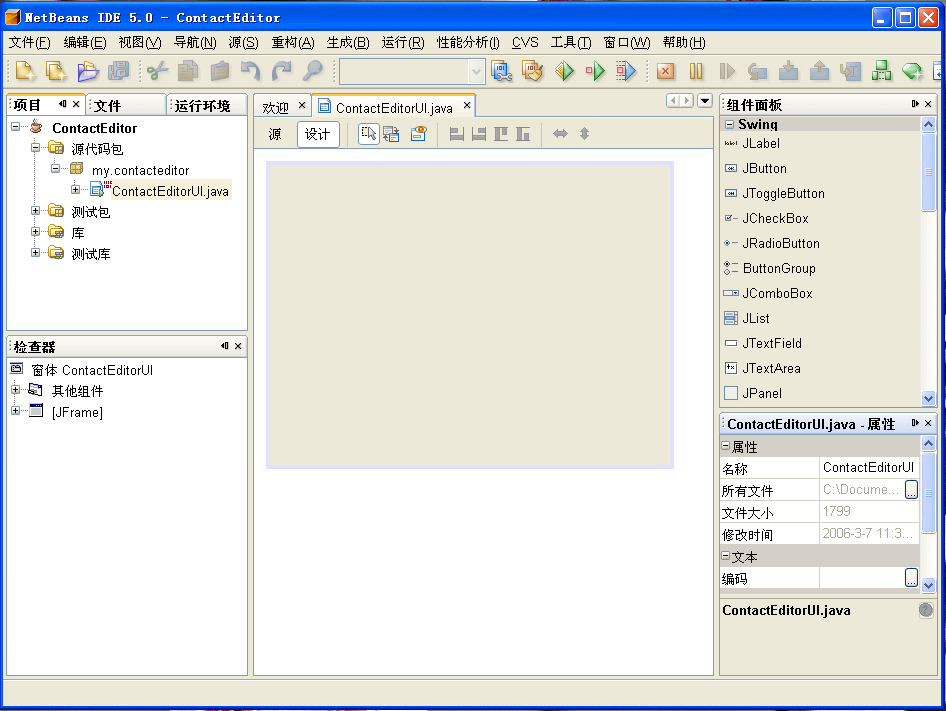 NetBeans IDE 5.0 - ContactEditor
文件(F) 编辑(E) 视图(V) 导航(N) 源(S) 重构(A) 生成(B) 运行(R) 性能分析(I) CVS 工具(T) 窗口(W) 帮助(H)
项目 文件 运行环境
ContactEditor
源代码包
my.contacteditor
ContactEditorUI.java
测试包
库
测试库
检查器
窗体 ContactEditorUI
其他组件
[JFrame]
欢迎 ContactEditorUI.java
源 设计
组件面板
Swing
JLabel
JButton
JToggleButton
JCheckBox
JRadioButton
ButtonGroup
JComboBox
JList
JTextField
JTextArea
JPanel
ContactEditorUI.java - 属性
属性
名称 ContactEditorUI
所有文件 C:\Docume... ...
文件大小 1799
修改时间 2006-3-7 11:3...
文本
编码 ...
ContactEditorUI.java